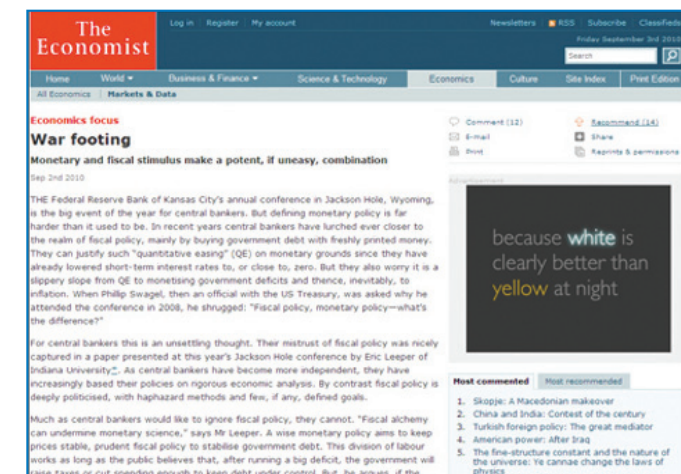 The
Economist
Log in Register My account
Newsletters RSS Subscribe Classifieds
Friday September 3rd 2010
Search
Home World Business & Finance Science & Technology Economics Culture Site Index Print Edition
All Economics Markets & Data
Economics focus
War footing
Monetary and fiscal stimulus make a potent, if uneasy, combination
Sep 2nd 2010
Comment (12)
E-mail
Print
Recommend (14)
Share
Reprints & permissions
THE Federal Reserve Bank of Kansas City's annual conference in Jackson Hole, Wyoming,
is the big event of the year for central bankers. But defining monetary policy is far
harder than it used to be. In recent years central bankers have lurched ever closer to
the realm of fiscal policy, mainly by buying government debt with freshly printed money.
They can justify such "quantitative easing" (QE) on monetary grounds since they have
already lowered short-term interest rates to, or close to, zero. But they also worry it is a
slippery slope from QE to monetising government deficits and thence, inevitably, to
inflation. When Phillip Swagel, then an official with the US Treasury, was asked why he
attended the conference in 2008, he shrugged: "Fiscal policy, monetary policy—what's
the difference?"
For central bankers this is an unsettling thought. Their mistrust of fiscal policy was nicely
captured in a paper presented at this year's Jackson Hole conference by Eric Leeper of
Indiana University*. As central bankers have become more independent, they have
increasingly based their policies on rigorous economic analysis. By contrast fiscal policy is
deeply politicised, with haphazard methods and few, if any, defined goals.
Much as central bankers would like to ignore fiscal policy, they cannot. "Fiscal alchemy
can undermine monetary science," says Mr Leeper. A wise monetary policy aims to keep
prices stable, prudent fiscal policy to stabilise government debt. This division of labour
works as long as the public believes that, after running a big deficit, the government will
raise taxes or cut spending enough to keep debt under control. But, he argues, if the
Advertisement
because white is
clearly better than
yellow at night
Most commented Most recommended
1. Skopje: A Macedonian makeover
2. China and India: Contest of the century
3. Turkish foreign policy: The great mediator
4. American power: After Iraq
5. The fine-structure constant and the nature of
the universe: Ye cannae change the laws of
physics